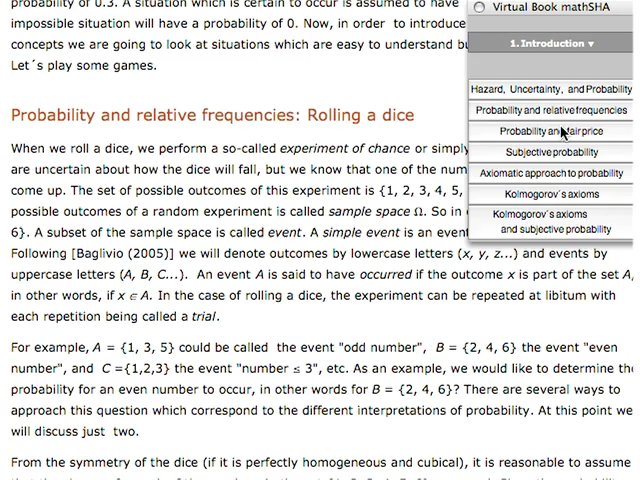 probability of 0.3. A situation which is certain to occur is assumed to have
impossible situation will have a probability of 0. Now, in order to introduce
concepts we are going to look at situations which are easy to understand bu
Let´s play some games.
Probability and relative frequencies: Rolling a dice
When we roll a dice, we perform a so-called experiment of chance or simply
are uncertain about how the dice will fall, but we know that one of the num
come up. The set of possible outcomes of this experiment is {1, 2, 3, 4, 5,
possible outcomes of a random experiment is called sample space Ω. So in
6}. A subset of the sample space is called event. A simple event is an event
Following [Baglivio (2005)] we will denote outcomes by lowercase letters (x, y, z...) and events by
uppercase letters (A, B, C...). An event A is said to have occurred if the outcome x is part of the set A,
in other words, if x ∈ A. In the case of rolling a dice, the experiment can be repeated at libitum with
each repetition being called a trial.
For example, A = {1, 3, 5} could be called the event "odd number", B = {2, 4, 6} the event "even
number", and C ={1,2,3} the event "number ≤ 3", etc. As an example, we would like to determine the
probability for an even number to occur, in other words for B = {2, 4, 6}? There are several ways to
approach this question which correspond to the different interpretations of probability. At this point we
will discuss just two.
From the symmetry of the dice (if it is perfectly homogeneous and cubical), it is reasonable to assume
Virtual Book mathSHA
1.Introduction ▾
Hazard, Uncertainty, and Probability
Probability and relative frequencies
Probability and fair price
Subjective probability
Axiomatic approach to probability
Kolmogorov´s axioms
Kolmogorov´s axioms
and subjective probability